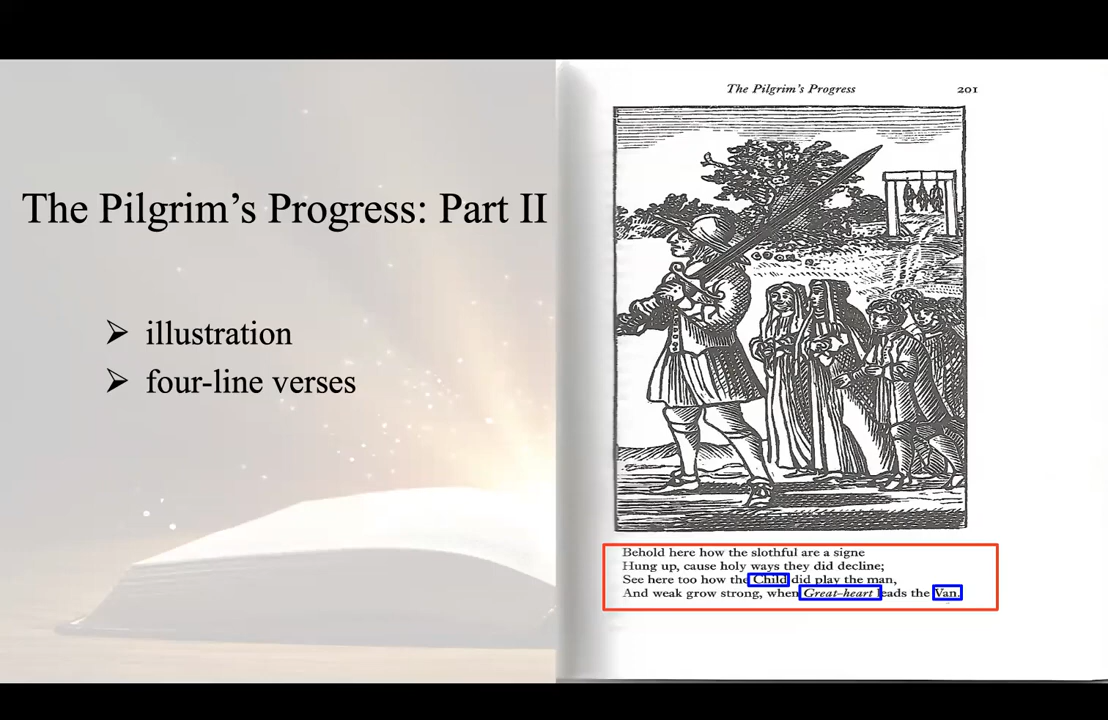 The Pilgrim's Progress: Part II
➢ illustration
➢ four-line verses
The Pilgrim's Progress 201
Behold here how the slothful are a signe
Hung up, cause holy ways they did decline;
See here too how the Child did play the man,
And weak grow strong, when Great-heart leads the Van.